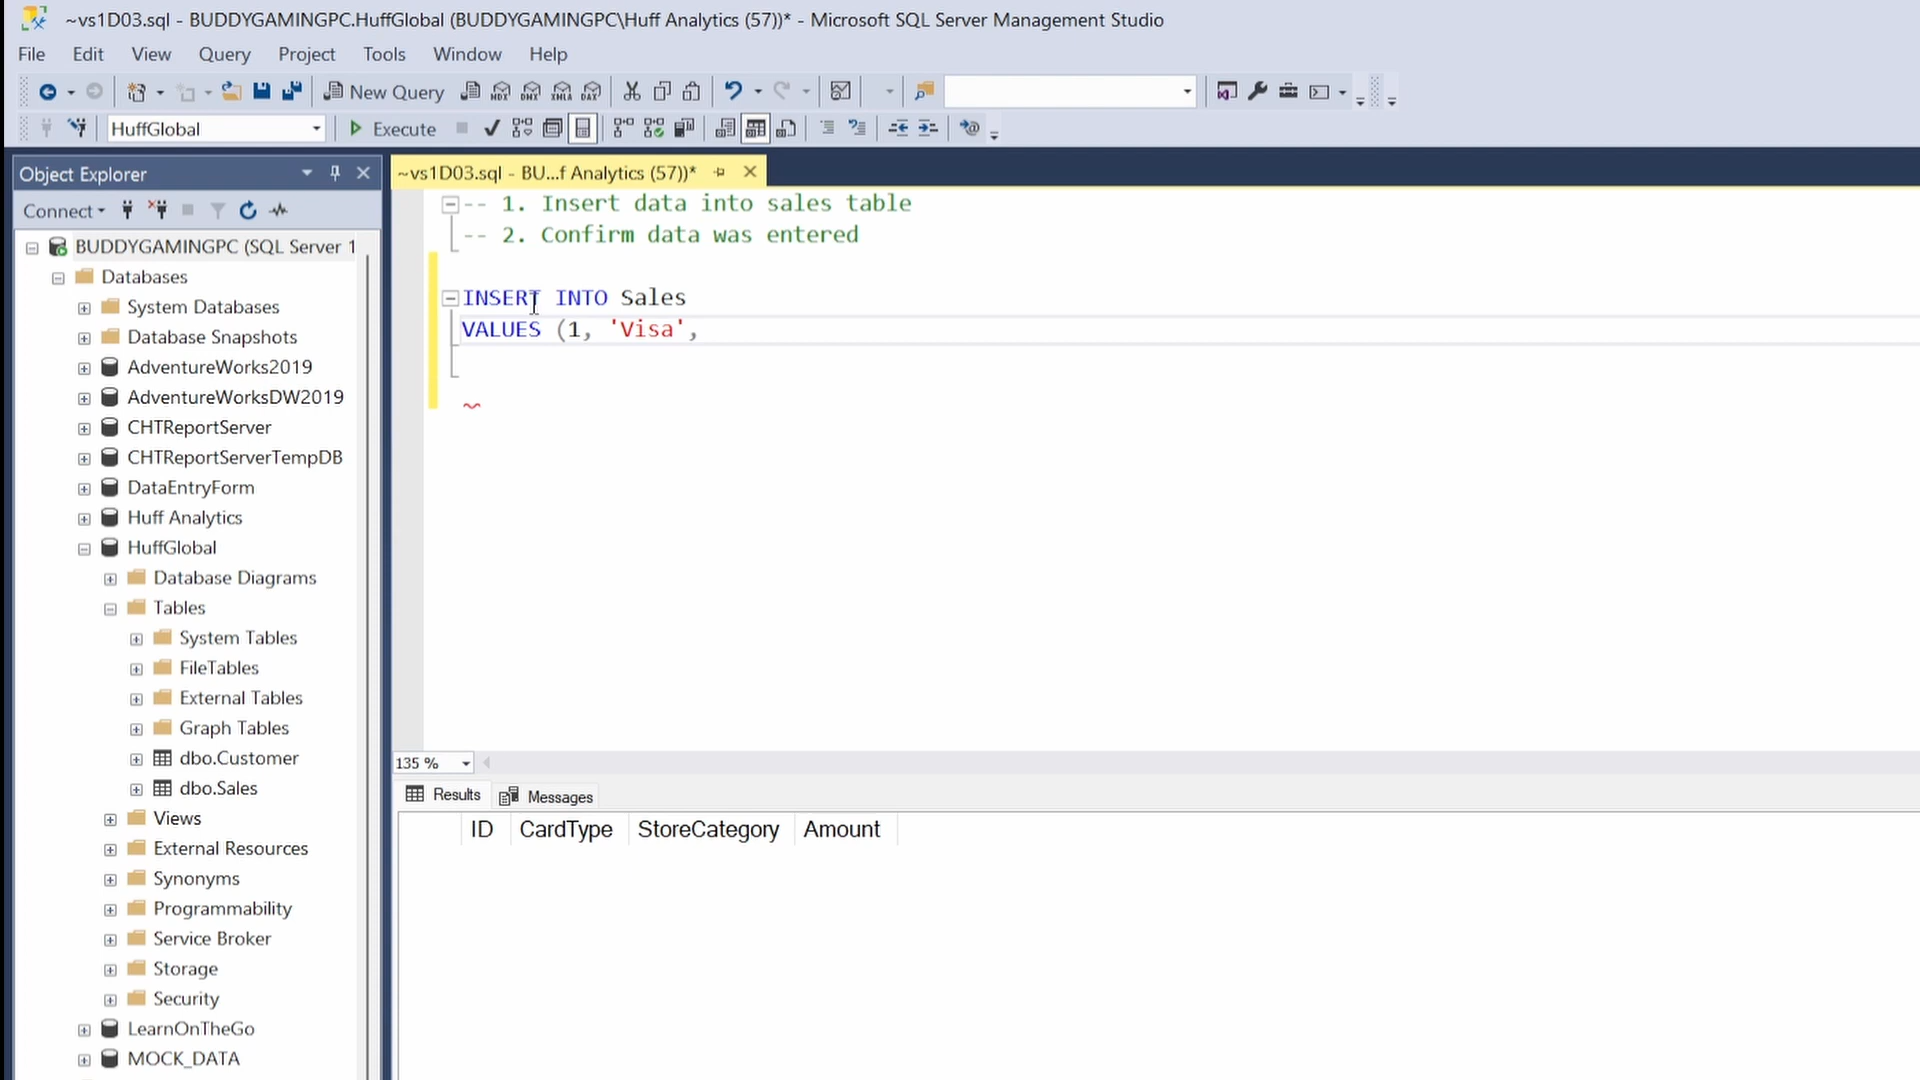 ~vs1D03.sql - BUDDYGAMINGPC.HuffGlobal (BUDDYGAMINGPC\Huff Analytics (57))* - Microsoft SQL Server Management Studio
File Edit View Query Project Tools Window Help
New Query MDX DMX XMLA DAX
HuffGlobal Execute
Object Explorer
~vs1D03.sql - BU...f Analytics (57))*
Connect
-- 1. Insert data into sales table
-- 2. Confirm data was entered
INSERT INTO Sales
VALUES (1, 'Visa',
BUDDYGAMINGPC (SQL Server 1
Databases
System Databases
Database Snapshots
AdventureWorks2019
AdventureWorksDW2019
CHTReportServer
CHTReportServerTempDB
DataEntryForm
Huff Analytics
HuffGlobal
Database Diagrams
Tables
System Tables
FileTables
External Tables
Graph Tables
dbo.Customer
dbo.Sales
Views
External Resources
Synonyms
Programmability
Service Broker
Storage
Security
LearnOnTheGo
MOCK_DATA
135 %
Results Messages
ID CardType StoreCategory Amount